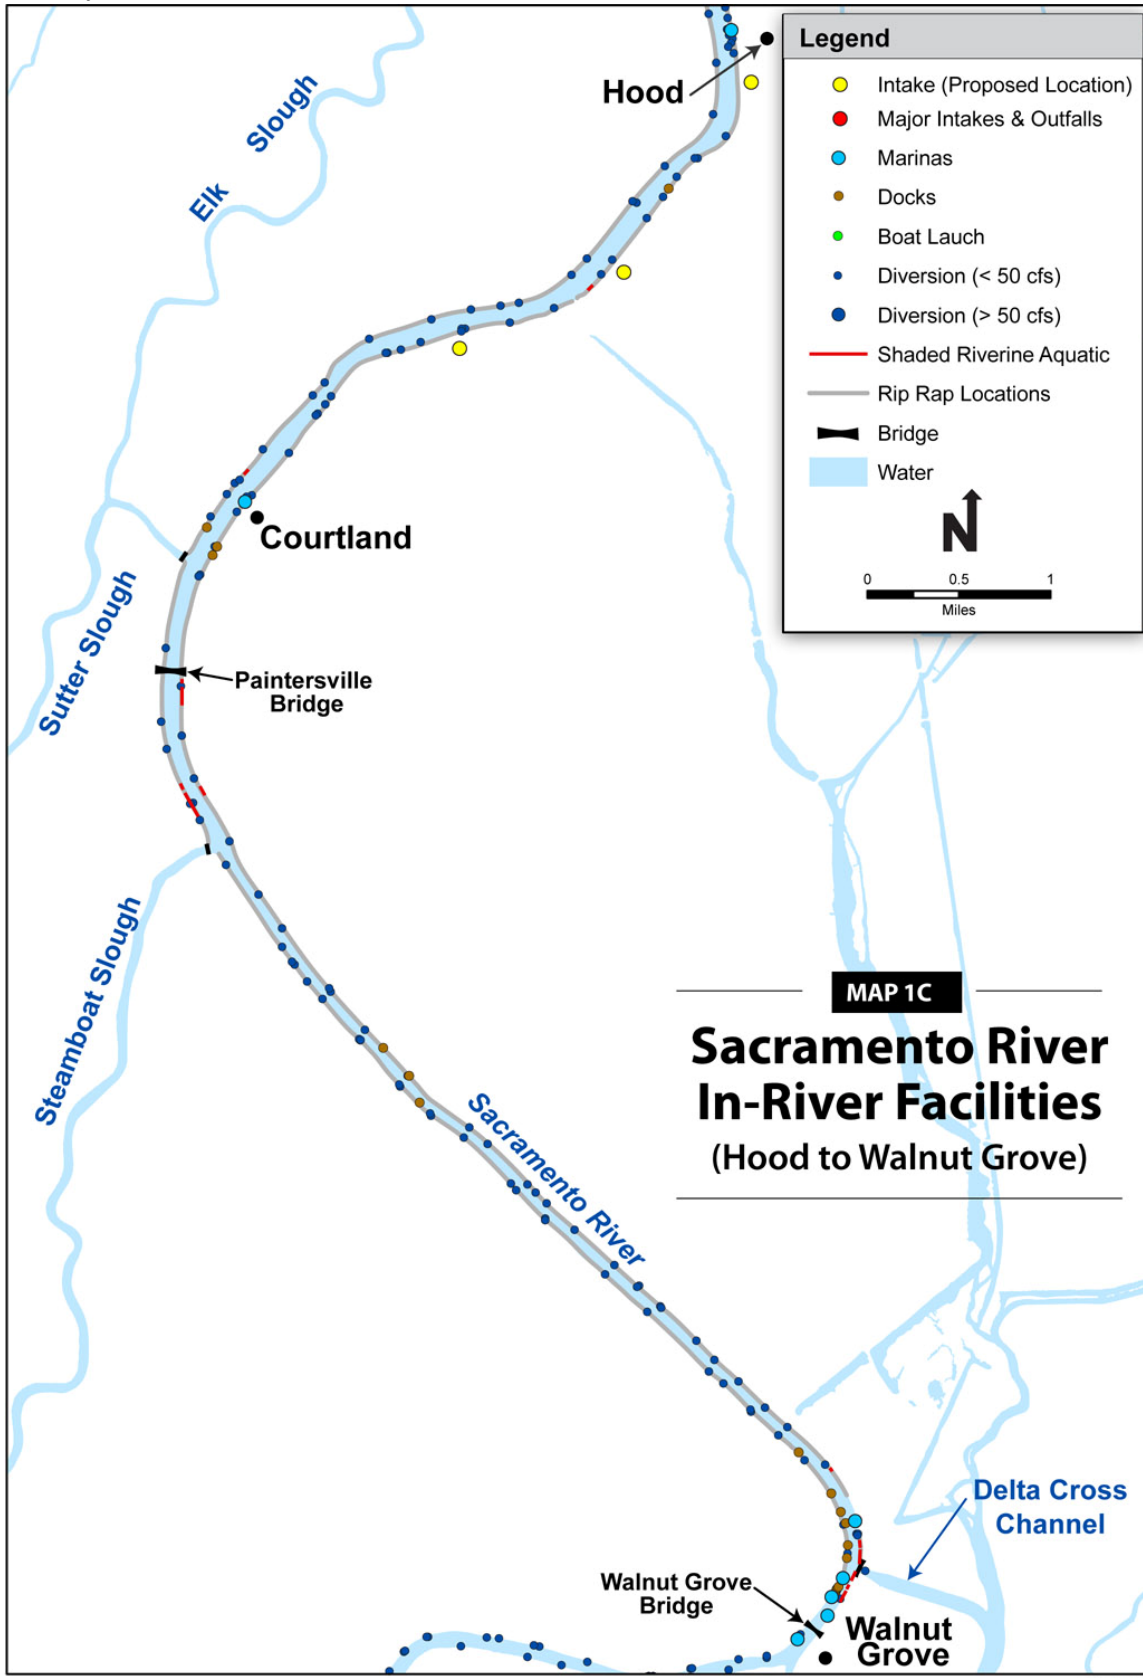 Legend
Intake (Proposed Location)
Major Intakes & Outfalls
Marinas
Docks
Boat Lauch
Diversion (< 50 cfs)
Diversion (> 50 cfs)
Shaded Riverine Aquatic
Rip Rap Locations
Bridge
Water
N
0 0.5 1
Miles
Hood
Elk Slough
Courtland
Sutter Slough
Paintersville
Bridge
Steamboat Slough
MAP 1C
Sacramento River
In-River Facilities
(Hood to Walnut Grove)
Sacramento River
Delta Cross
Channel
Walnut Grove
Bridge
Walnut
Grove